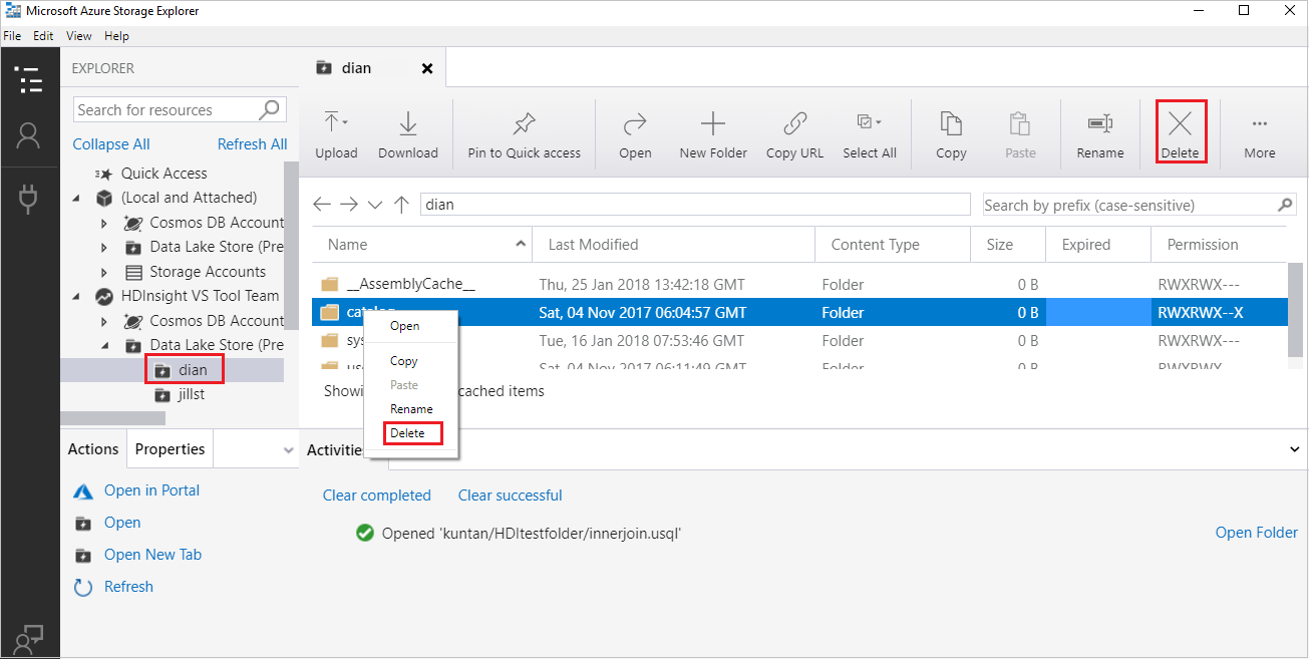 Microsoft Azure Storage Explorer
File Edit View Help
EXPLORER
Search for resources
Collapse All Refresh All
Quick Access
(Local and Attached)
Cosmos DB Account
Data Lake Store (Pre
Storage Accounts
HDInsight VS Tool Team
Cosmos DB Account
Data Lake Store (Pre
dian
jillst
Actions Properties
Open in Portal
Open
Open New Tab
Refresh
dian
Upload Download Pin to Quick access Open New Folder Copy URL Select All Copy Paste Rename Delete More
dian
Search by prefix (case-sensitive)
Name Last Modified Content Type Size Expired Permission
__AssemblyCache__ Thu, 25 Jan 2018 13:42:18 GMT Folder 0 B RWXRWX---
Sat, 04 Nov 2017 06:04:57 GMT Folder 0 B RWXRWX--X
sys Tue, 16 Jan 2018 07:53:46 GMT Folder 0 B RWXRWX---
Sat, 04 Nov 2017 06:11:49 GMT Folder 0 B RWXRWX
Showi cached items
Open
Copy
Paste
Rename
Delete
Activitie
Clear completed Clear successful
Opened 'kuntan/HDItestfolder/innerjoin.usql' Open Folder